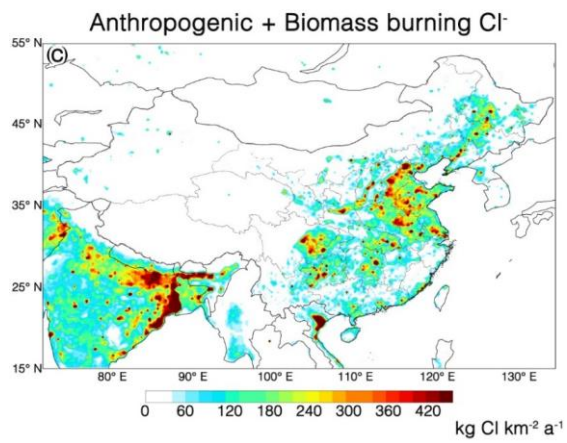 Anthropogenic + Biomass burning Cl⁻
(C)
55° N
45° N
35° N
25° N
15° N
80° E 90° E 100° E 110° E 120° E 130° E
0 60 120 180 240 300 360 420
kg Cl km⁻² a⁻¹